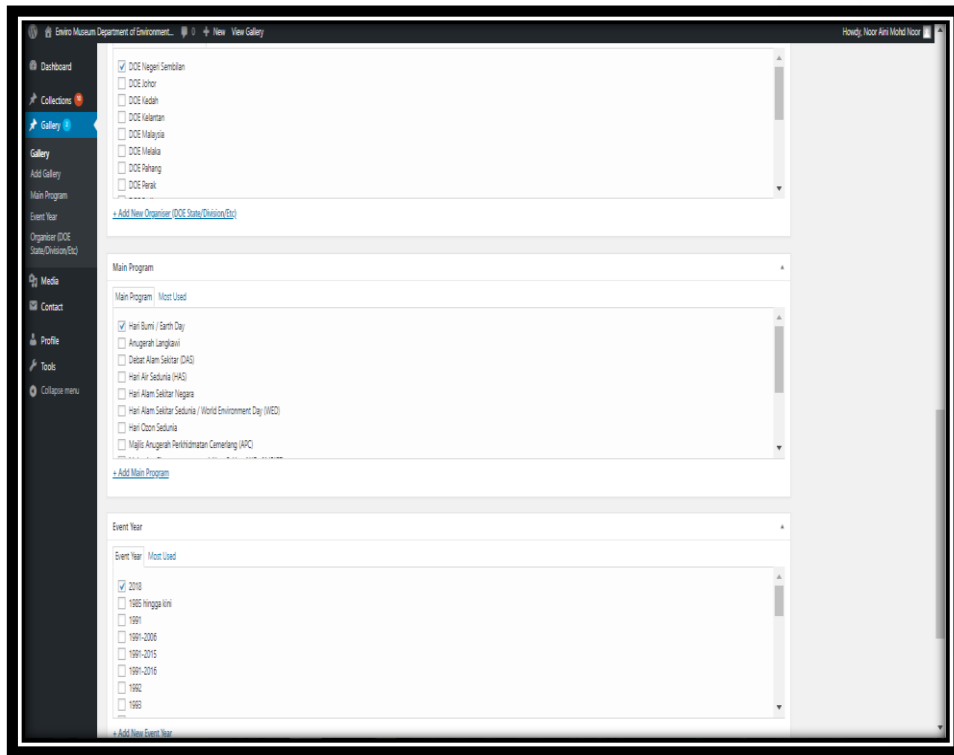 Enviro Museum Department of Environment... 0 + New View Gallery
Howdy, Noor Aini Mohd Noor
Dashboard
Collections
Gallery
Gallery
Add Gallery
Main Program
Event Year
Organiser (DOE
State/Division/Etc)
Media
Contact
Profile
Tools
Collapse menu
DOE Negeri Sembilan
DOE Johor
DOE Kedah
DOE Kelantan
DOE Malaysia
DOE Melaka
DOE Pahang
DOE Perak
+ Add New Organiser (DOE State/Division/Etc)
Main Program
Main Program Most Used
Hari Bumi / Earth Day
Anugerah Langkawi
Debat Alam Sekitar (DAS)
Hari Air Sedunia (HAS)
Hari Alam Sekitar Negara
Hari Alam Sekitar Sedunia / World Environment Day (WED)
Hari Ozon Sedunia
Majlis Anugerah Perkhidmatan Cemerlang (APC)
+ Add Main Program
Event Year
Event Year Most Used
2018
1985 hingga kini
1991
1991-2006
1991-2015
1991-2016
1992
1993
+ Add New Event Year